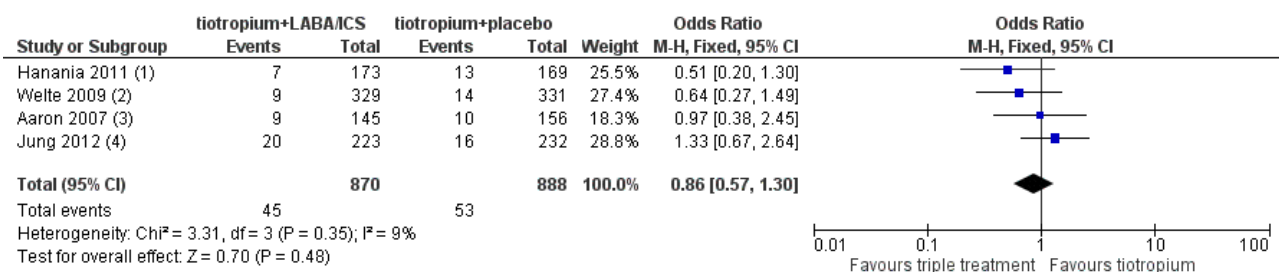 tiotropium+LABA/ICS tiotropium+placebo Odds Ratio Odds Ratio
Study or Subgroup Events Total Events Total Weight M-H, Fixed, 95% CI M-H, Fixed, 95% CI
Hanania 2011 (1) 7 173 13 169 25.5% 0.51 [0.20, 1.30]
Welte 2009 (2) 9 329 14 331 27.4% 0.64 [0.27, 1.49]
Aaron 2007 (3) 9 145 10 156 18.3% 0.97 [0.38, 2.45]
Jung 2012 (4) 20 223 16 232 28.8% 1.33 [0.67, 2.64]
Total (95% CI) 870 888 100.0% 0.86 [0.57, 1.30]
Total events 45 53
Heterogeneity: Chi² = 3.31, df = 3 (P = 0.35); I² = 9%
Test for overall effect: Z = 0.70 (P = 0.48)
0.01 0.1 1 10 100
Favours triple treatment Favours tiotropium